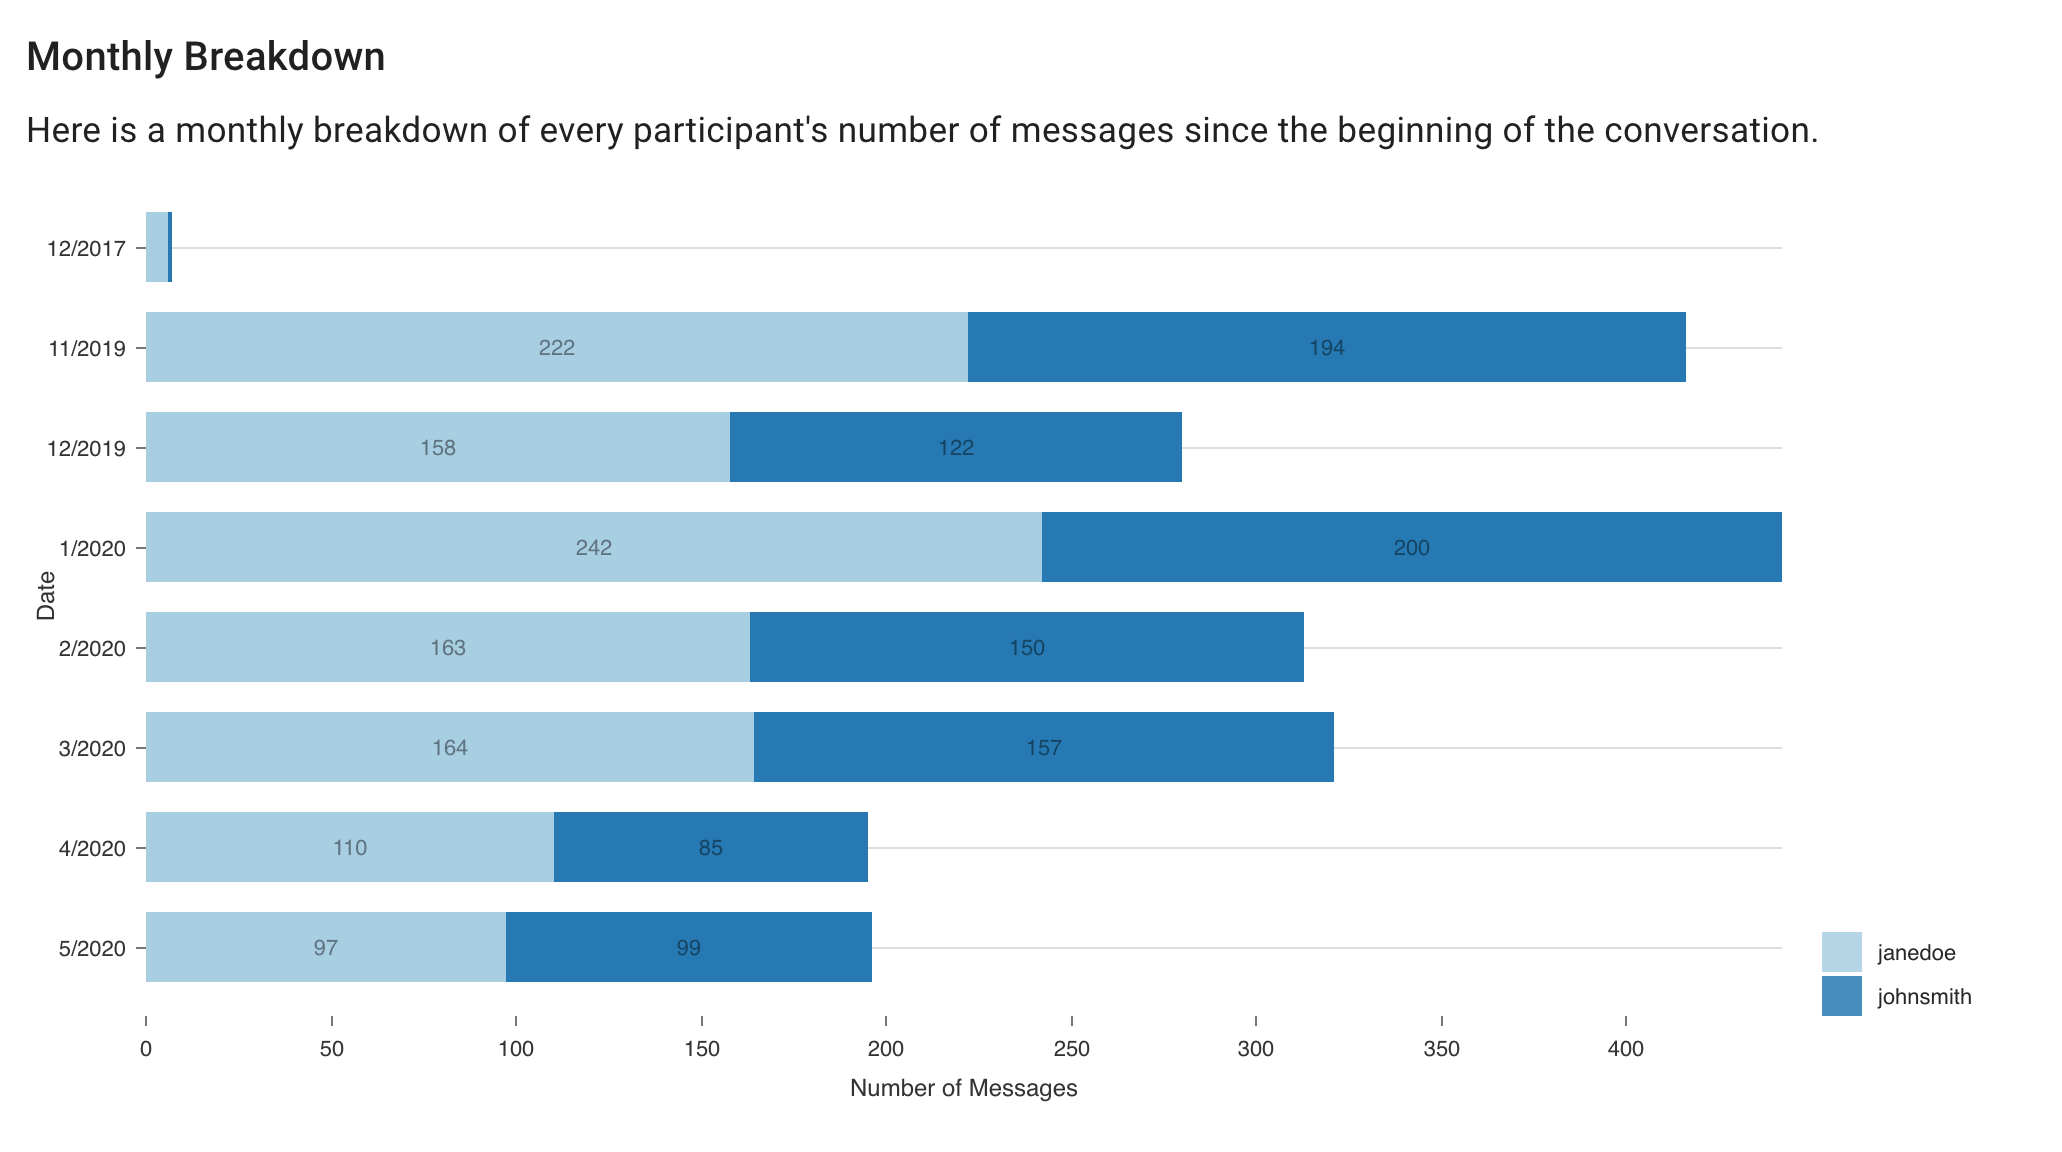 Monthly Breakdown
Here is a monthly breakdown of every participant's number of messages since the beginning of the conversation.
12/2017
11/2019 222 194
12/2019 158 122
1/2020 242 200
Date
2/2020 163 150
3/2020 164 157
4/2020 110 85
5/2020 97 99
janedoe
johnsmith
0 50 100 150 200 250 300 350 400
Number of Messages